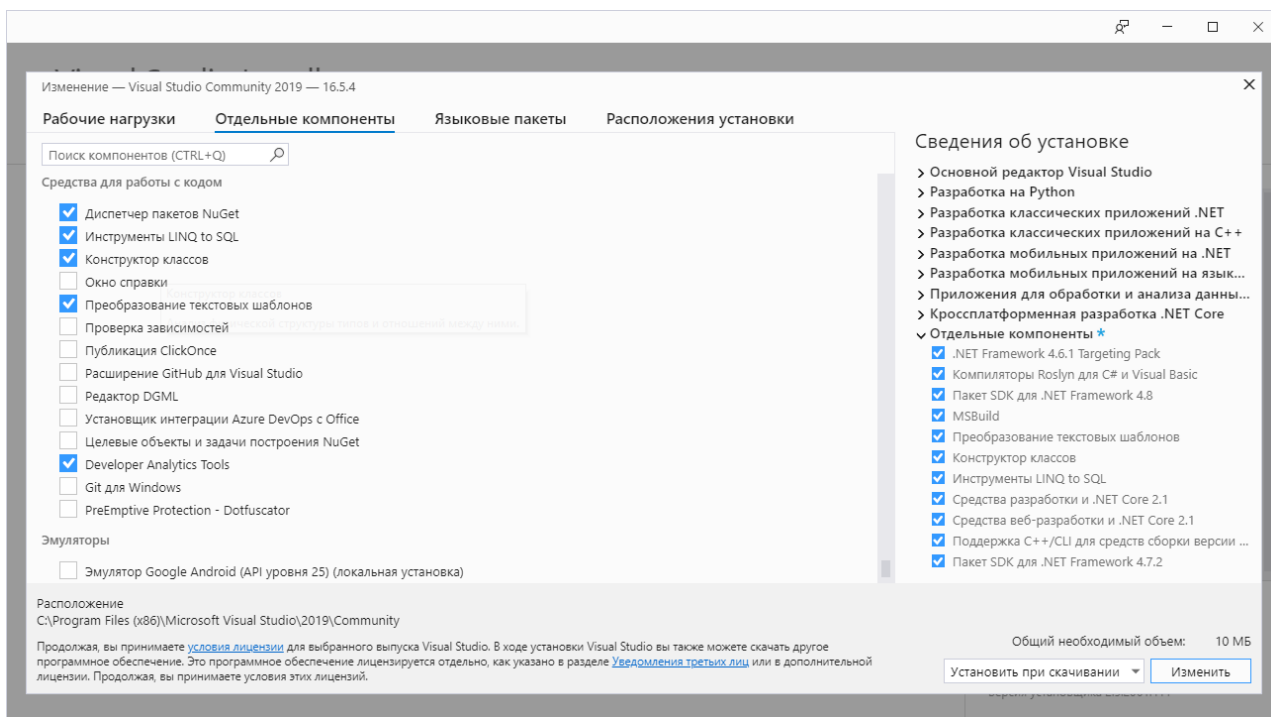 Изменение — Visual Studio Community 2019 — 16.5.4
Рабочие нагрузки Отдельные компоненты Языковые пакеты Расположения установки
Поиск компонентов (CTRL+Q)
Средства для работы с кодом
Диспетчер пакетов NuGet
Инструменты LINQ to SQL
Конструктор классов
Окно справки
Преобразование текстовых шаблонов
Проверка зависимостей
Публикация ClickOnce
Расширение GitHub для Visual Studio
Редактор DGML
Установщик интеграции Azure DevOps с Office
Целевые объекты и задачи построения NuGet
Developer Analytics Tools
Git для Windows
PreEmptive Protection - Dotfuscator
Эмуляторы
Эмулятор Google Android (API уровня 25) (локальная установка)
Конструктор классов
структуры типов и отношений между ними
Сведения об установке
Основной редактор Visual Studio
Разработка на Python
Разработка классических приложений .NET
Разработка классических приложений на C++
Разработка мобильных приложений на .NET
Разработка мобильных приложений на язык...
Приложения для обработки и анализа данны...
Кроссплатформенная разработка .NET Core
Отдельные компоненты *
.NET Framework 4.6.1 Targeting Pack
Компиляторы Roslyn для C# и Visual Basic
Пакет SDK для .NET Framework 4.8
MSBuild
Преобразование текстовых шаблонов
Конструктор классов
Инструменты LINQ to SQL
Средства разработки и .NET Core 2.1
Средства веб-разработки и .NET Core 2.1
Поддержка C++/CLI для средств сборки версии ...
Пакет SDK для .NET Framework 4.7.2
Расположение
C:\Program Files (x86)\Microsoft Visual Studio\2019\Community
Продолжая, вы принимаете условия лицензии для выбранного выпуска Visual Studio. В ходе установки Visual Studio вы также можете скачать другое
программное обеспечение. Это программное обеспечение лицензируется отдельно, как указано в разделе Уведомления третьих лиц или в дополнительной
лицензии. Продолжая, вы принимаете условия этих лицензий.
Общий необходимый объем: 10 МБ
Установить при скачивании Изменить